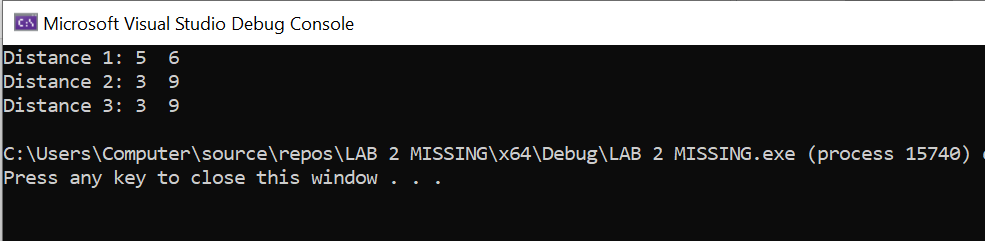 C:\ Microsoft Visual Studio Debug Console
Distance 1: 5  6
Distance 2: 3  9
Distance 3: 3  9
C:\Users\Computer\source\repos\LAB 2 MISSING\x64\Debug\LAB 2 MISSING.exe (process 15740)
Press any key to close this window . . .